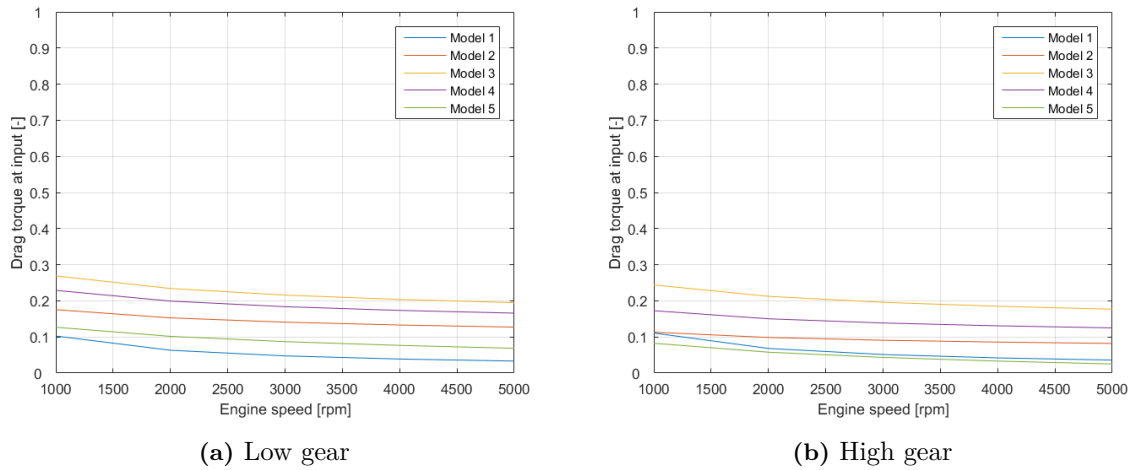 1
0.9
0.8
0.7
0.6
0.5
0.4
0.3
0.2
0.1
0
Drag torque at input [-]
Model 1
Model 2
Model 3
Model 4
Model 5
1000 1500 2000 2500 3000 3500 4000 4500 5000
Engine speed [rpm]
(a) Low gear
1
0.9
0.8
0.7
0.6
0.5
0.4
0.3
0.2
0.1
0
Drag torque at input [-]
Model 1
Model 2
Model 3
Model 4
Model 5
1000 1500 2000 2500 3000 3500 4000 4500 5000
Engine speed [rpm]
(b) High gear